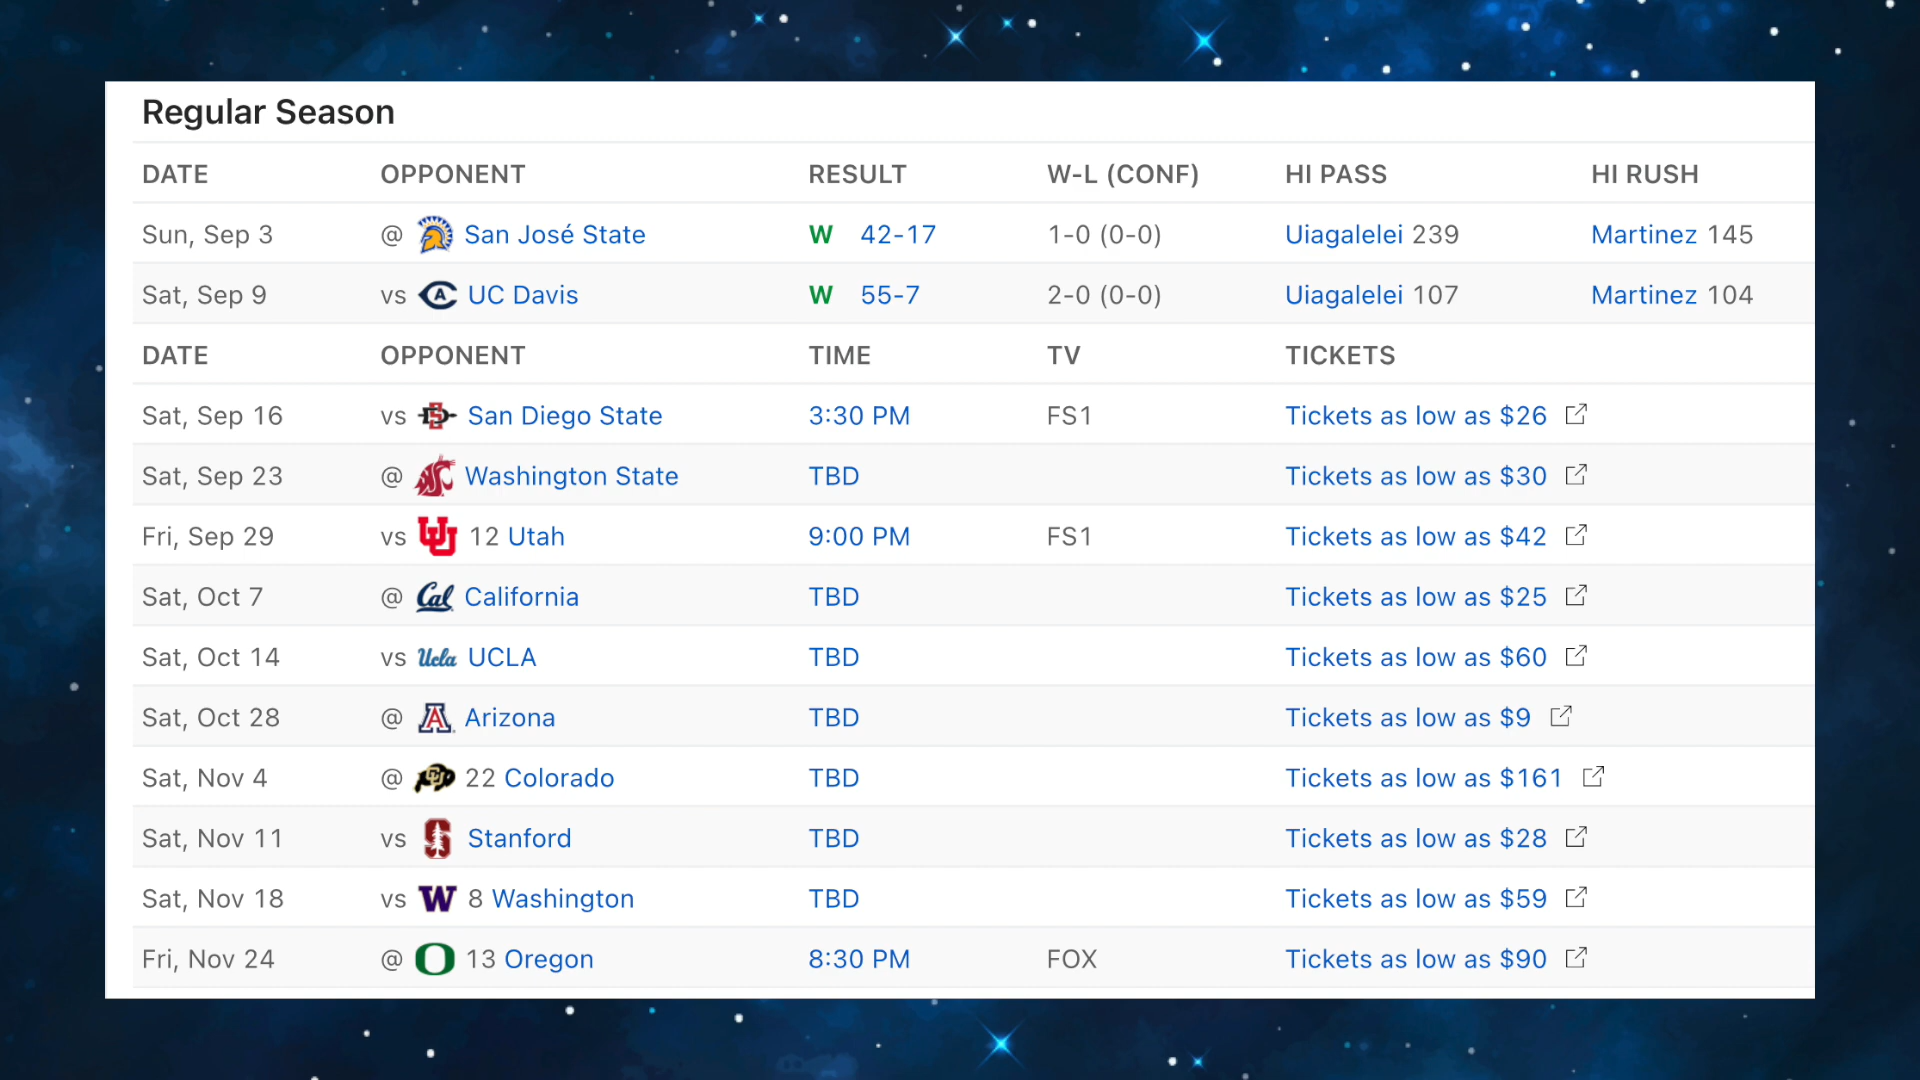 Regular Season
DATE OPPONENT RESULT W-L (CONF) HI PASS HI RUSH
Sun, Sep 3 @ San José State W 42-17 1-0 (0-0) Uiagalelei 239 Martinez 145
Sat, Sep 9 vs CA UC Davis W 55-7 2-0 (0-0) Uiagalelei 107 Martinez 104
DATE OPPONENT TIME TV TICKETS
Sat, Sep 16 vs SD San Diego State 3:30 PM FS1 Tickets as low as $26
Sat, Sep 23 @ Washington State TBD Tickets as low as $30
Fri, Sep 29 vs U 12 Utah 9:00 PM FS1 Tickets as low as $42
Sat, Oct 7 @ Cal California TBD Tickets as low as $25
Sat, Oct 14 vs Ucla UCLA TBD Tickets as low as $60
Sat, Oct 28 @ A Arizona TBD Tickets as low as $9
Sat, Nov 4 @ CU 22 Colorado TBD Tickets as low as $161
Sat, Nov 11 vs S Stanford TBD Tickets as low as $28
Sat, Nov 18 vs W 8 Washington TBD Tickets as low as $59
Fri, Nov 24 @ O 13 Oregon 8:30 PM FOX Tickets as low as $90